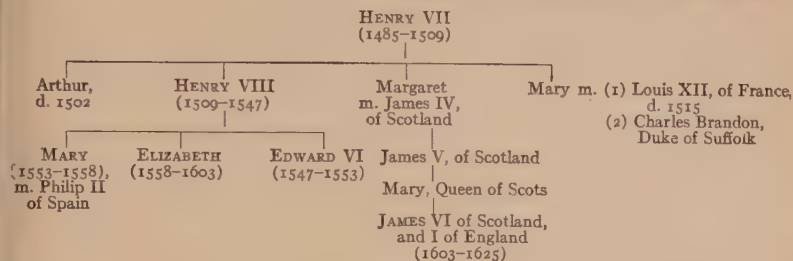 HENRY VII
(1485–1509)
Arthur,
d. 1502
HENRY VIII
(1509–1547)
Margaret
m. James IV,
of Scotland
Mary m. (1) Louis XII, of France,
d. 1515
(2) Charles Brandon,
Duke of Suffolk
MARY
(1553–1558),
m. Philip II
of Spain
ELIZABETH
(1558–1603)
EDWARD VI
(1547–1553)
James V, of Scotland
Mary, Queen of Scots
JAMES VI of Scotland,
and I of England
(1603–1625)